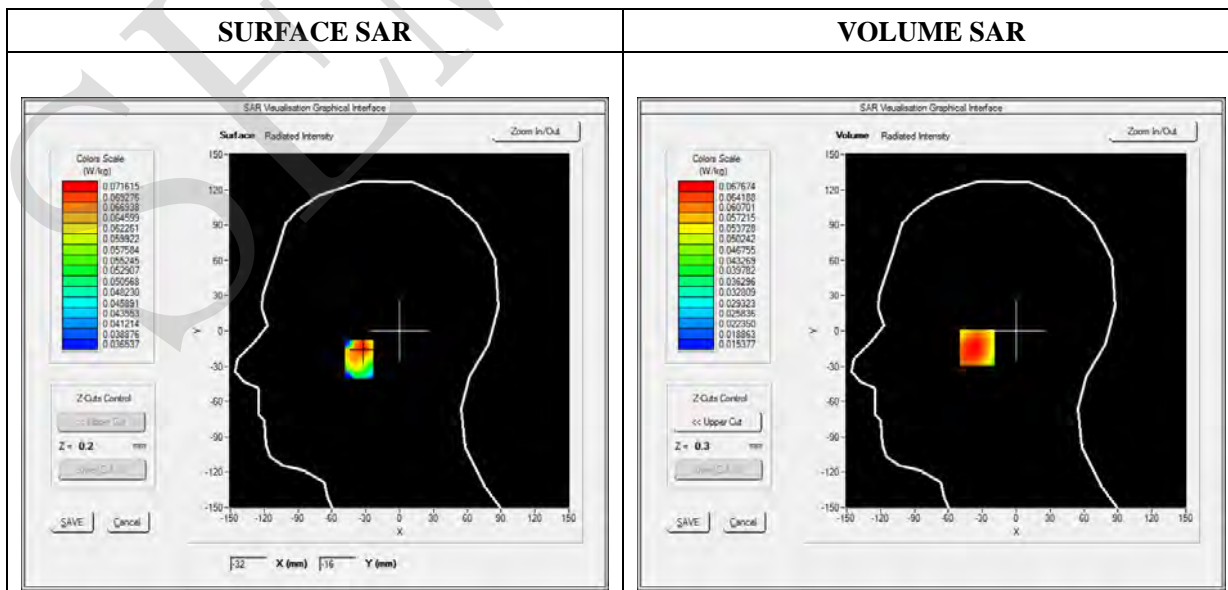 SURFACE SAR
VOLUME SAR
SAR Visualisation Graphical Interface
Surface Radiated Intensity
Zoom In/Out
Colors Scale
(W/kg)
0.071615
0.069276
0.066938
0.064599
0.062261
0.059922
0.057584
0.055245
0.052907
0.050568
0.048230
0.045891
0.043553
0.041214
0.038876
0.036537
150
120
90
60
30
0
-30
-60
-90
-120
-150
Y
-150 -120 -90 -60 -30 0 30 60 90 120 150
X
Z-Cuts Control
<< Upper Cut
Z = 0.2 mm
SAVE Cancel
-32 X (mm) -16 Y (mm)
SAR Visualisation Graphical Interface
Volume Radiated Intensity
Zoom In/Out
Colors Scale
(W/kg)
0.067674
0.064188
0.060701
0.057215
0.053728
0.050242
0.046755
0.043269
0.039782
0.036296
0.032809
0.029323
0.025836
0.022350
0.018863
0.015377
150
120
90
60
30
0
-30
-60
-90
-120
-150
Y
-150 -120 -90 -60 -30 0 30 60 90 120 150
X
Z-Cuts Control
<< Upper Cut
Z = 0.3 mm
SAVE Cancel